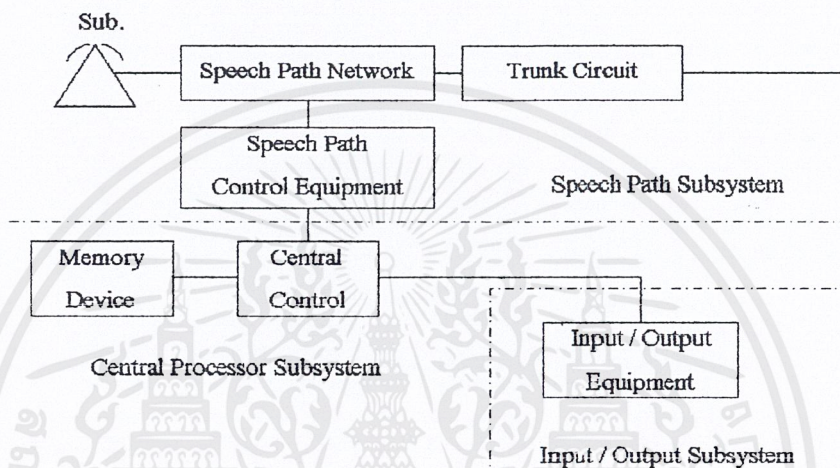 Sub.
Speech Path Network
Trunk Circuit
Speech Path
Control Equipment
Speech Path Subsystem
Memory
Device
Central
Control
Central Processor Subsystem
Input / Output
Equipment
Input / Output Subsystem